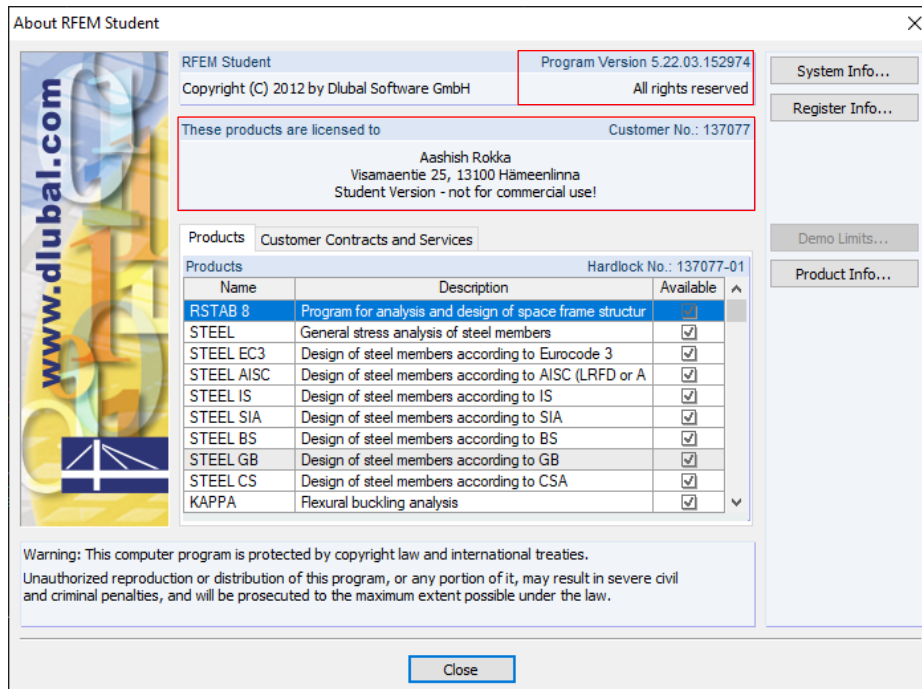 About RFEM Student
www.dlubal.com
RFEM Student Program Version 5.22.03.152974
Copyright (C) 2012 by Dlubal Software GmbH All rights reserved
These products are licensed to Customer No.: 137077
Aashish Rokka
Visamaentie 25, 13100 Hämeenlinna
Student Version - not for commercial use!
Products Customer Contracts and Services
Products Hardlock No.: 137077-01
Name Description Available
RSTAB 8 Program for analysis and design of space frame structur
STEEL General stress analysis of steel members
STEEL EC3 Design of steel members according to Eurocode 3
STEEL AISC Design of steel members according to AISC (LRFD or A
STEEL IS Design of steel members according to IS
STEEL SIA Design of steel members according to SIA
STEEL BS Design of steel members according to BS
STEEL GB Design of steel members according to GB
STEEL CS Design of steel members according to CSA
KAPPA Flexural buckling analysis
System Info...
Register Info...
Demo Limits...
Product Info...
Warning: This computer program is protected by copyright law and international treaties.
Unauthorized reproduction or distribution of this program, or any portion of it, may result in severe civil
and criminal penalties, and will be prosecuted to the maximum extent possible under the law.
Close